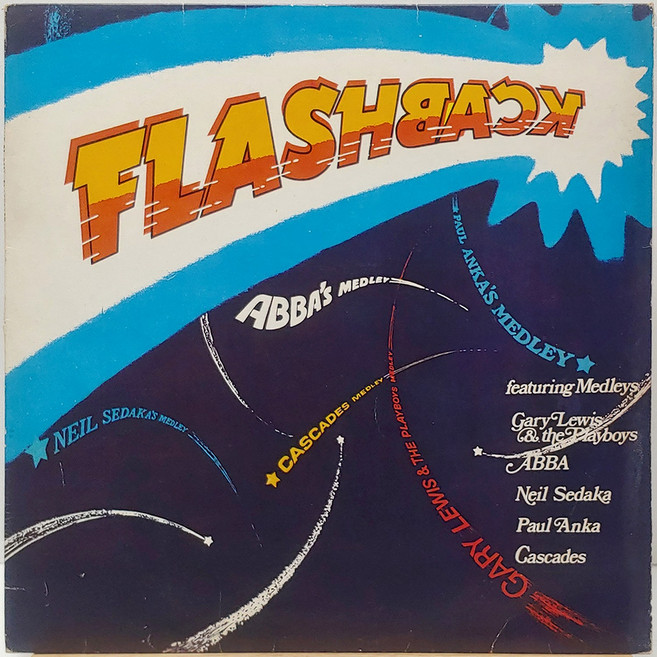 FLASHBACK
PAUL ANKA'S MEDLEY
ABBA'S MEDLEY
NEIL SEDAKA'S MEDLEY
CASCADES MEDLEY
GARY LEWIS & THE PLAYBOYS MEDLEY
featuring Medleys
Gary Lewis
& the Playboys
ABBA
Neil Sedaka
Paul Anka
Cascades